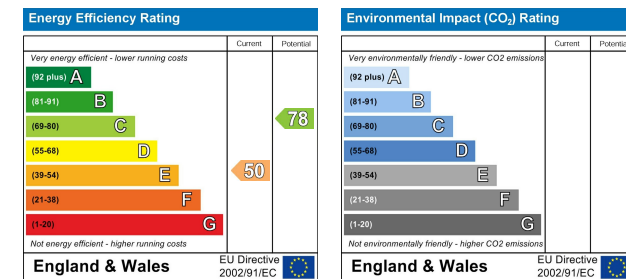 Energy Efficiency Rating
Current Potential
Very energy efficient - lower running costs
(92 plus) A
(81-91) B
(69-80) C
78
(55-68) D
(39-54) E
50
(21-38) F
(1-20) G
Not energy efficient - higher running costs
England & Wales
EU Directive
2002/91/EC
Environmental Impact (CO₂) Rating
Current Potential
Very environmentally friendly - lower CO2 emissions
(92 plus) A
(81-91) B
(69-80) C
(55-68) D
(39-54) E
(21-38) F
(1-20) G
Not environmentally friendly - higher CO2 emissions
England & Wales
EU Directive
2002/91/EC